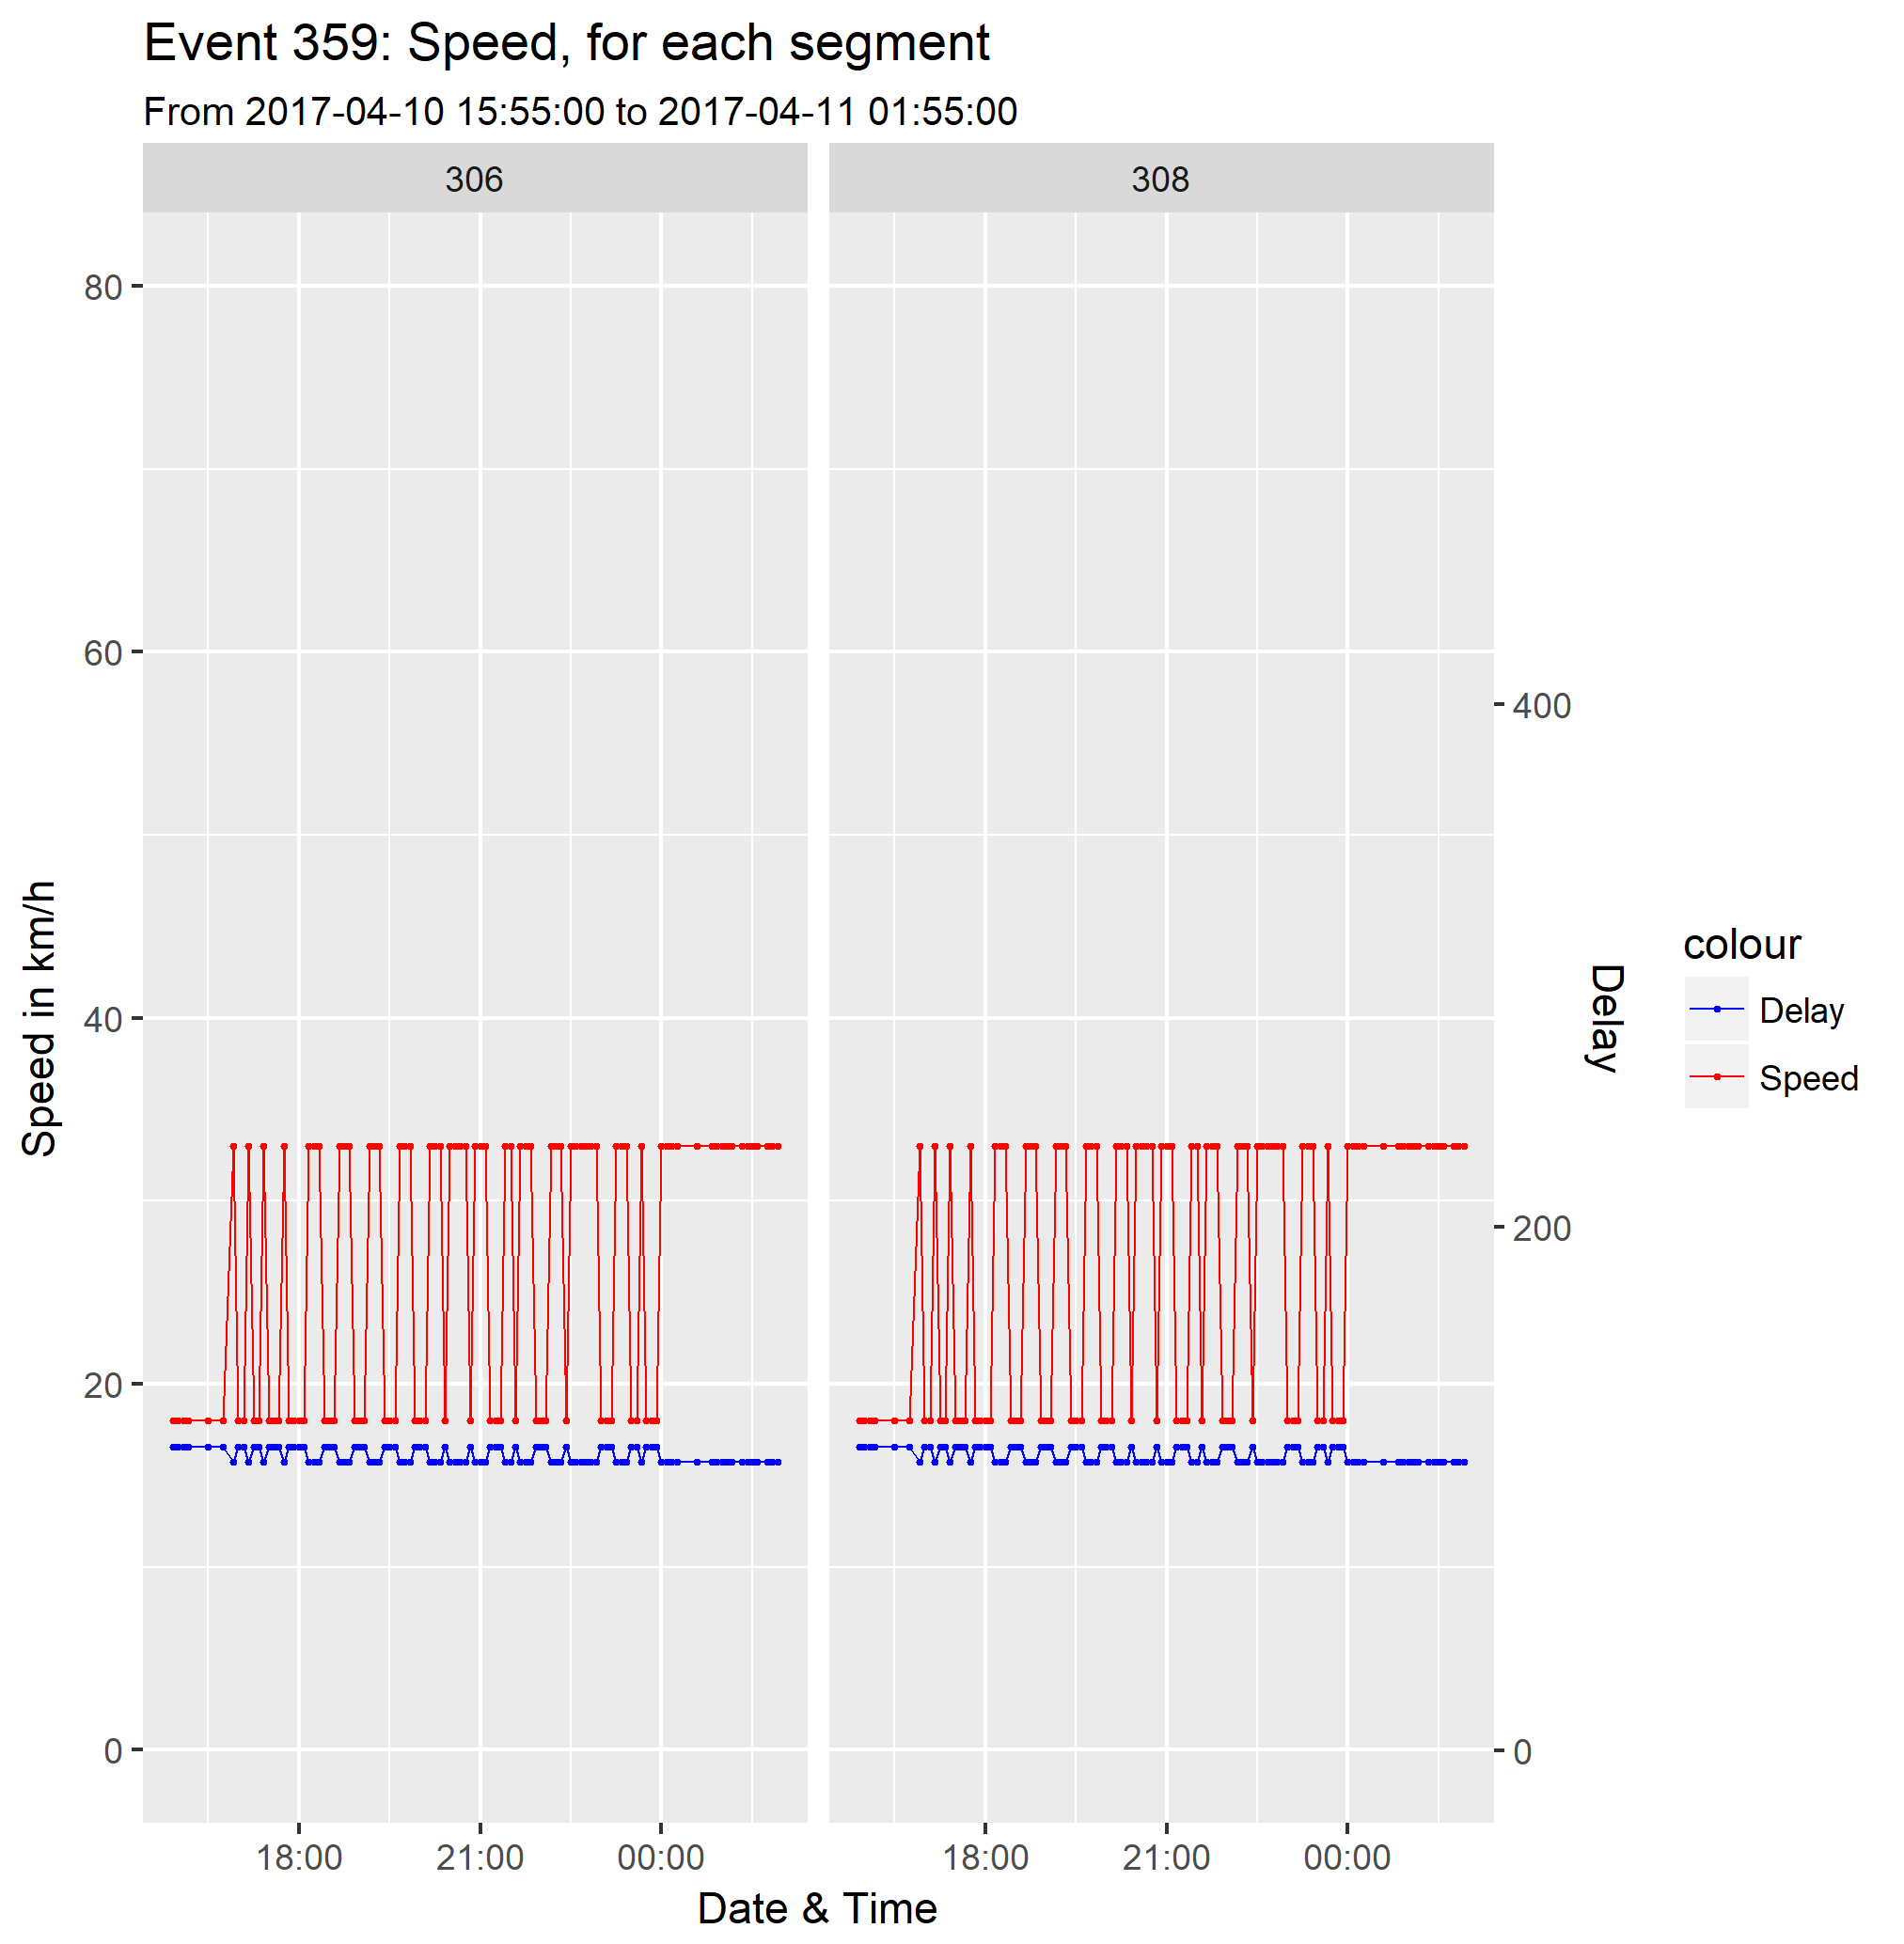 Event 359: Speed, for each segment
From 2017-04-10 15:55:00 to 2017-04-11 01:55:00
306
308
80
60
40
20
0
Speed in km/h
400
200
0
Delay
colour
Delay
Speed
18:00
21:00
00:00
18:00
21:00
00:00
Date & Time